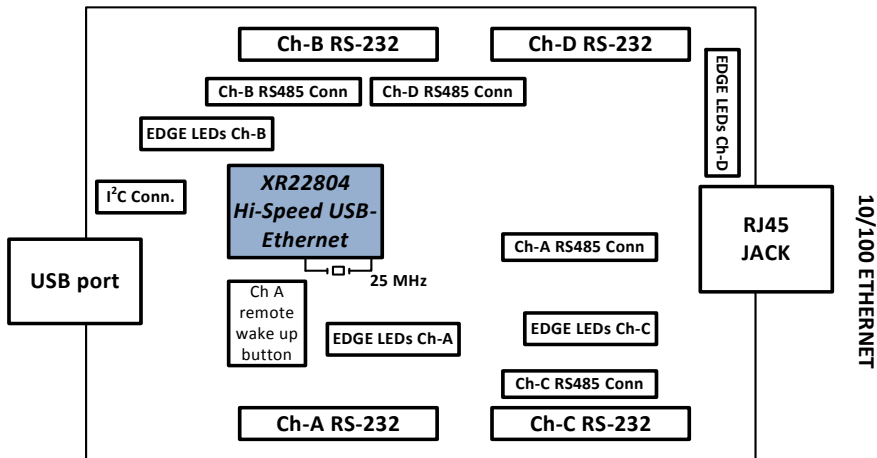 Ch-B RS-232
Ch-D RS-232
Ch-B RS485 Conn
Ch-D RS485 Conn
EDGE LEDs Ch-D
EDGE LEDs Ch-B
I²C Conn.
XR22804
Hi-Speed USB-
Ethernet
RJ45
JACK
10/100 ETHERNET
Ch-A RS485 Conn
USB port
25 MHz
Ch A
remote
wake up
button
EDGE LEDs Ch-A
EDGE LEDs Ch-C
Ch-C RS485 Conn
Ch-A RS-232
Ch-C RS-232